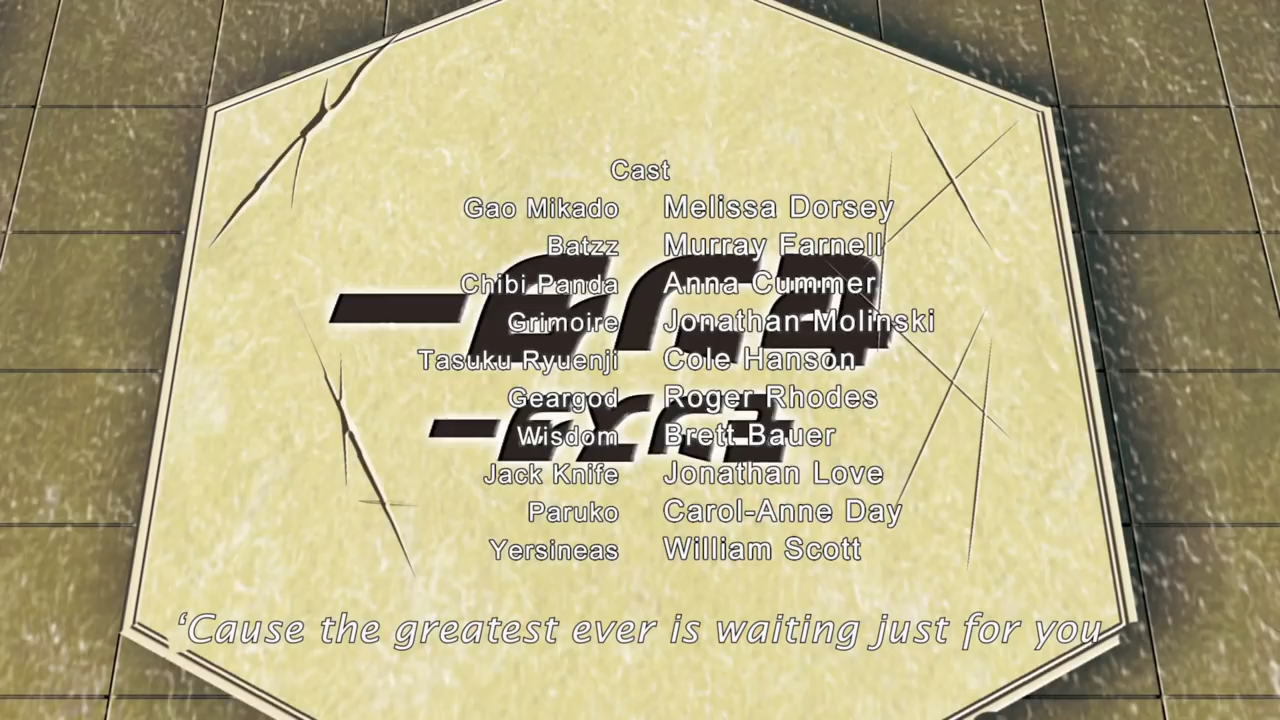 Cast
Gao Mikado Melissa Dorsey
Batzz Murray Farnell
Chibi Panda Anna Cummer
Grimoire Jonathan Molinski
Tasuku Ryuenji Cole Hanson
Geargod Roger Rhodes
Wisdom Brett Bauer
Jack Knife Jonathan Love
Paruko Carol-Anne Day
Yersineas William Scott
‘Cause the greatest ever is waiting just for you